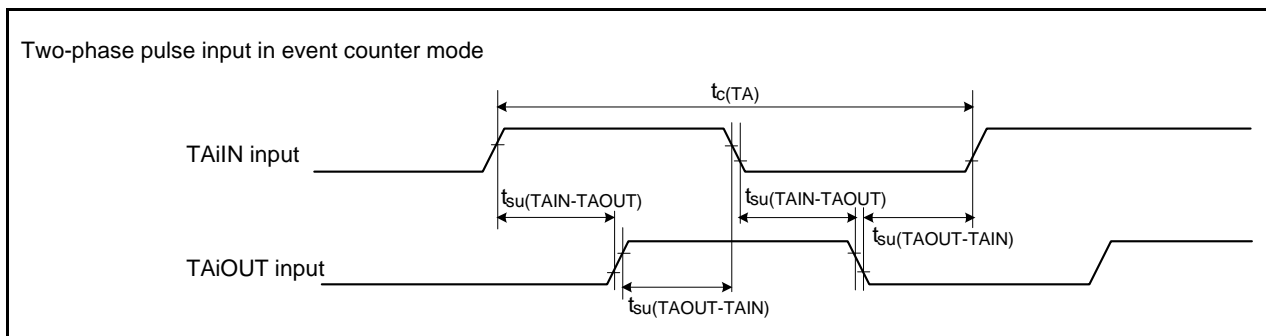 Two-phase pulse input in event counter mode
tc(TA)
TAiIN input
tsu(TAIN-TAOUT)
tsu(TAIN-TAOUT)
tsu(TAOUT-TAIN)
TAiOUT input
tsu(TAOUT-TAIN)